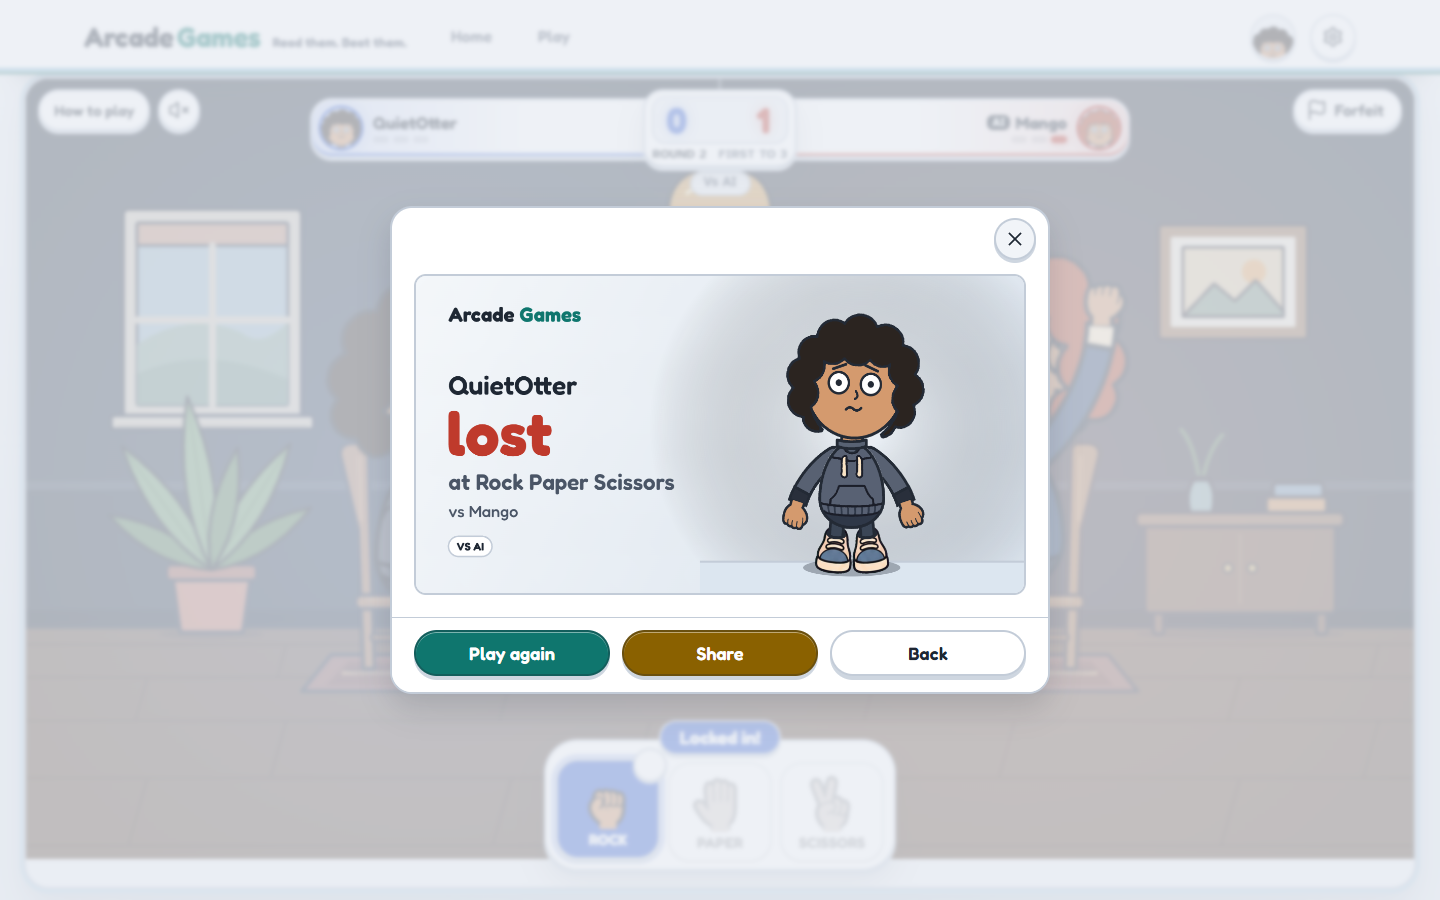 Arcade Games Read them. Beat them. Home Play
How to play
QuietOtter
0 1
ROUND 2 FIRST TO 3
AI Mango
Forfeit
Vs AI
Arcade Games
QuietOtter
lost
at Rock Paper Scissors
vs Mango
VS AI
Play again Share Back
Locked in!
ROCK PAPER SCISSORS